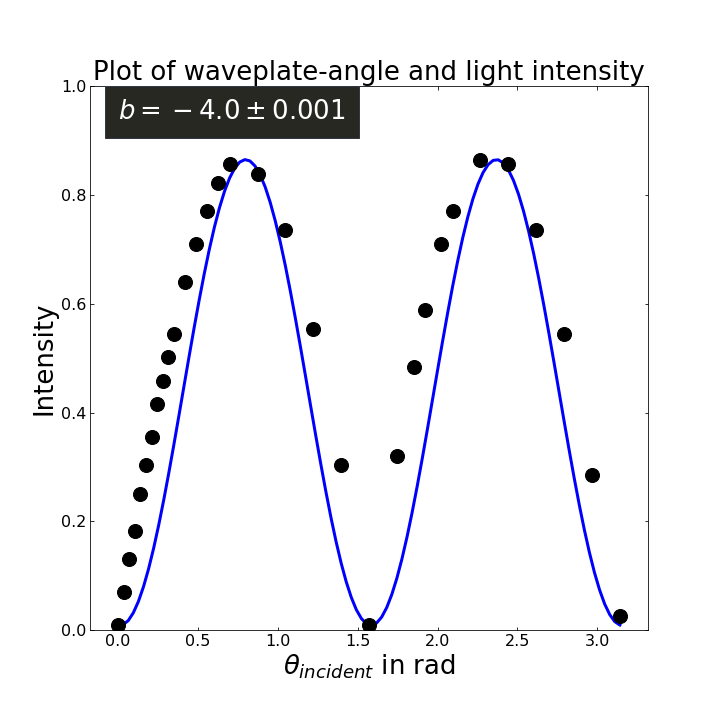 Plot of waveplate-angle and light intensity
b = −4.0 ± 0.001
1.0
0.8
0.6
0.4
0.2
0.0
Intensity
0.0 0.5 1.0 1.5 2.0 2.5 3.0
θincident in rad